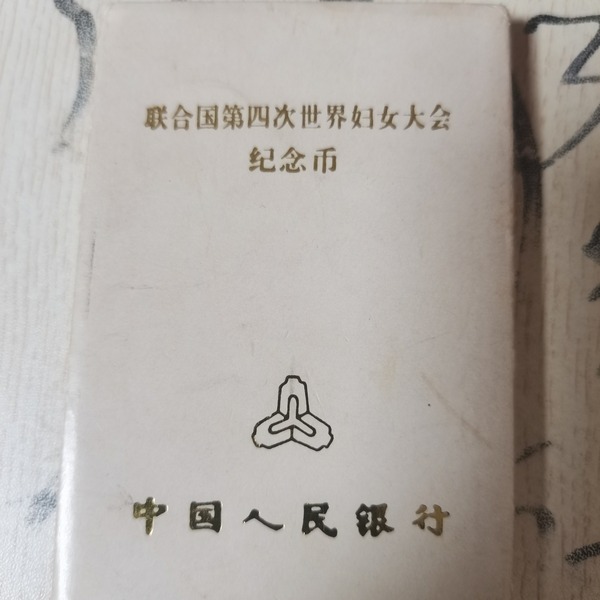 联合国第四次世界妇女大会
纪念币
中国人民银行